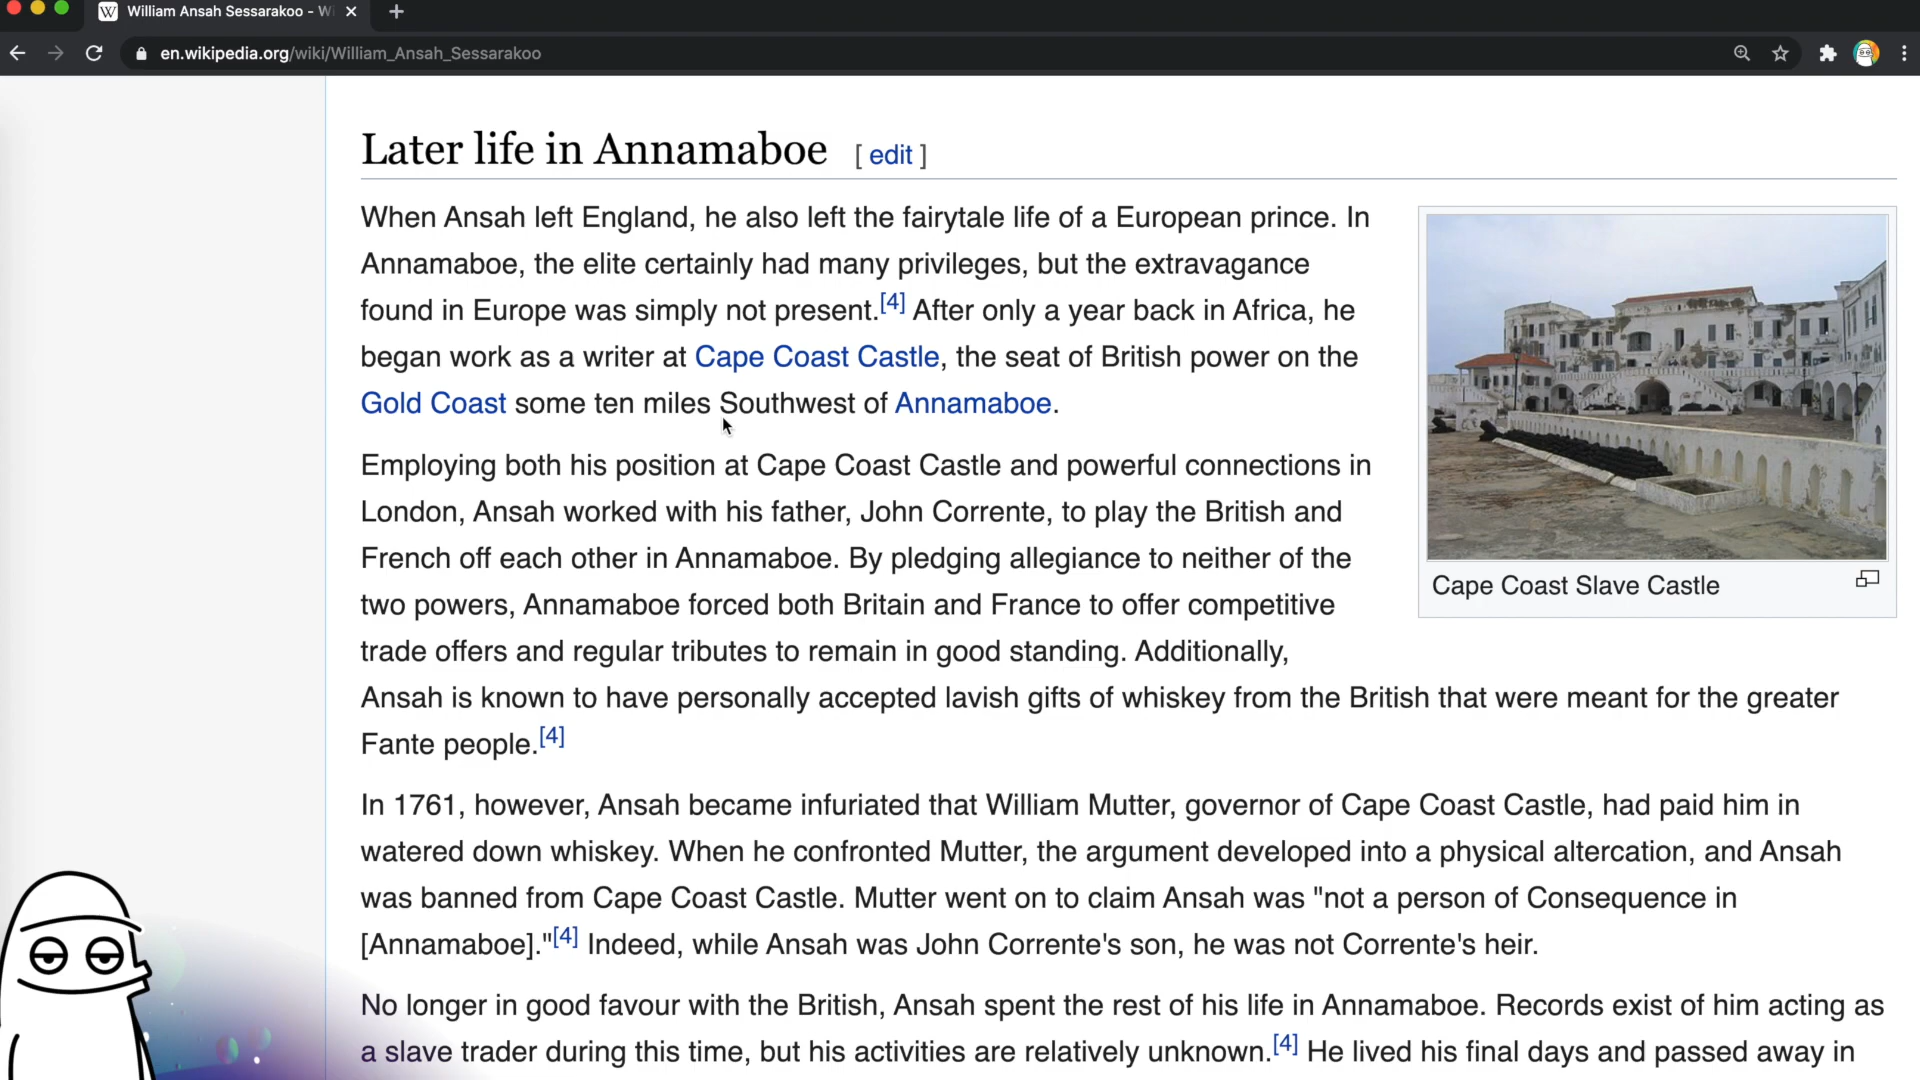 William Ansah Sessarakoo - Wi
en.wikipedia.org/wiki/William_Ansah_Sessarakoo
Later life in Annamaboe [ edit ]
When Ansah left England, he also left the fairytale life of a European prince. In
Annamaboe, the elite certainly had many privileges, but the extravagance
found in Europe was simply not present.[4] After only a year back in Africa, he
began work as a writer at Cape Coast Castle, the seat of British power on the
Gold Coast some ten miles Southwest of Annamaboe.
Cape Coast Slave Castle
Employing both his position at Cape Coast Castle and powerful connections in
London, Ansah worked with his father, John Corrente, to play the British and
French off each other in Annamaboe. By pledging allegiance to neither of the
two powers, Annamaboe forced both Britain and France to offer competitive
trade offers and regular tributes to remain in good standing. Additionally,
Ansah is known to have personally accepted lavish gifts of whiskey from the British that were meant for the greater
Fante people.[4]
In 1761, however, Ansah became infuriated that William Mutter, governor of Cape Coast Castle, had paid him in
watered down whiskey. When he confronted Mutter, the argument developed into a physical altercation, and Ansah
was banned from Cape Coast Castle. Mutter went on to claim Ansah was "not a person of Consequence in
[Annamaboe]."[4] Indeed, while Ansah was John Corrente's son, he was not Corrente's heir.
No longer in good favour with the British, Ansah spent the rest of his life in Annamaboe. Records exist of him acting as
a slave trader during this time, but his activities are relatively unknown.[4] He lived his final days and passed away in